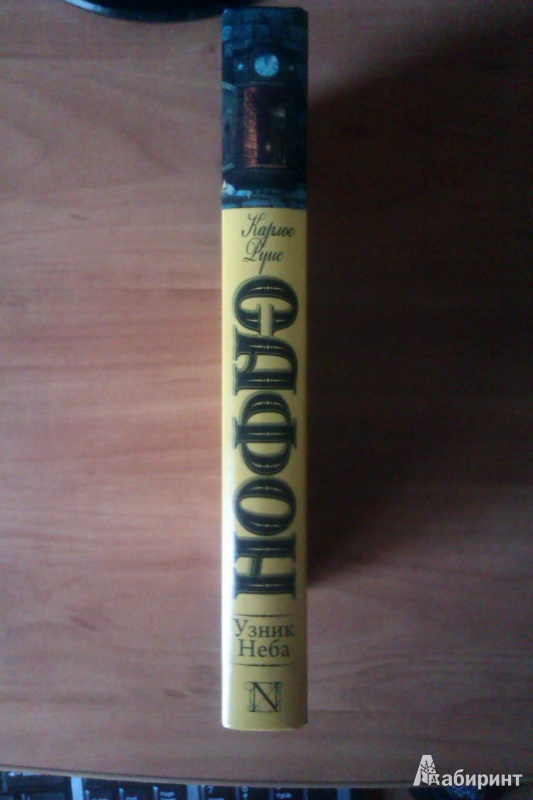 Карлос
Руис
САФОН
Узник
Неба
N
Лабиринт